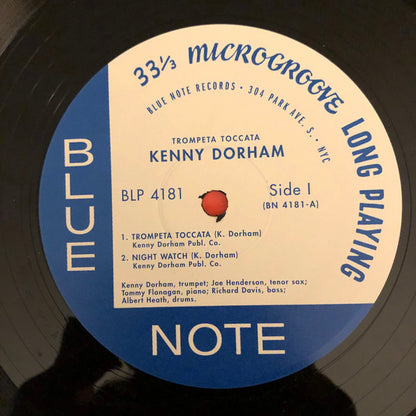 33⅓ MICROGROOVE LONG PLAYING
BLUE NOTE RECORDS • 304 PARK AVE. S. • NYC
TROMPETA TOCCATA
KENNY DORHAM
BLP 4181
Side I
(BN 4181-A)
1. TROMPETA TOCCATA (K. Dorham)
Kenny Dorham Publ. Co.
2. NIGHT WATCH (K. Dorham)
Kenny Dorham Publ. Co.
Kenny Dorham, trumpet; Joe Henderson, tenor sax;
Tommy Flanagan, piano; Richard Davis, bass;
Albert Heath, drums.
BLUE
NOTE